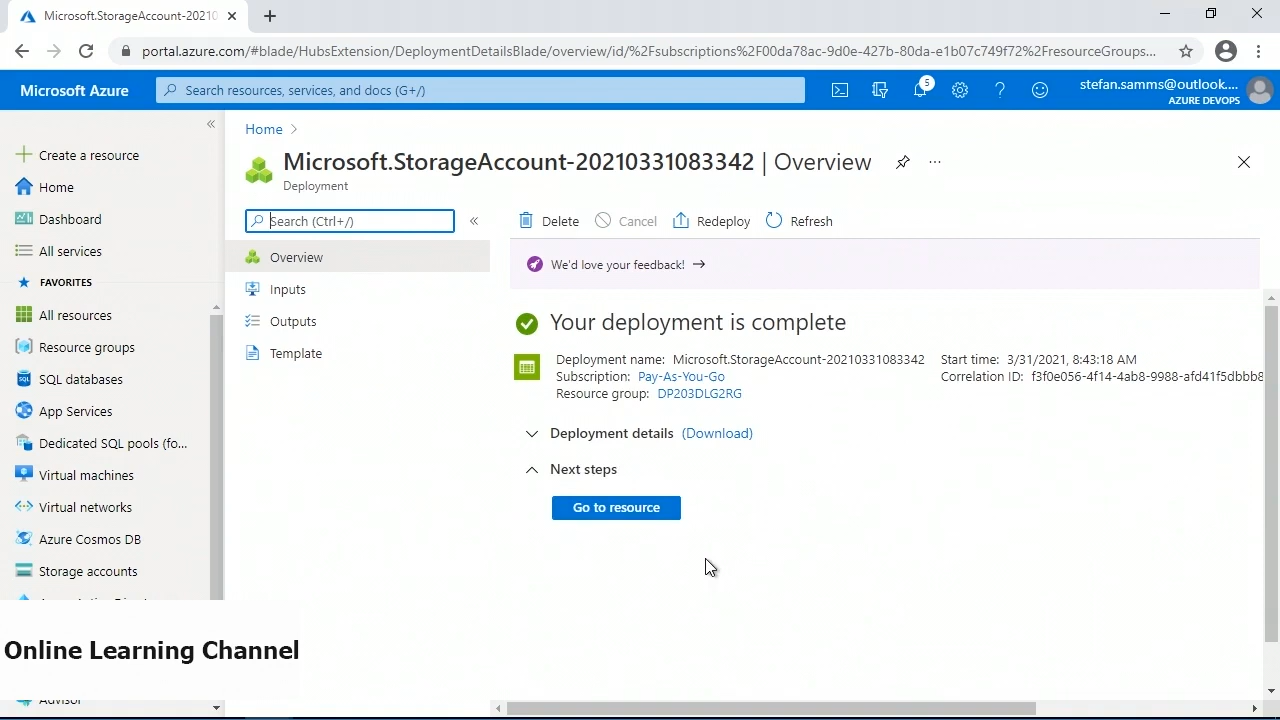 Microsoft.StorageAccount-20210
portal.azure.com/#blade/HubsExtension/DeploymentDetailsBlade/overview/id/%2Fsubscriptions%2F00da78ac-9d0e-427b-80da-e1b07c749f72%2FresourceGroups...
Microsoft Azure
Search resources, services, and docs (G+/)
5
stefan.samms@outlook....
AZURE DEVOPS
Create a resource
Home
Dashboard
All services
FAVORITES
All resources
Resource groups
SQL databases
App Services
Dedicated SQL pools (fo...
Virtual machines
Virtual networks
Azure Cosmos DB
Storage accounts
Online Learning Channel
Advisor
Home
Microsoft.StorageAccount-20210331083342 | Overview
...
Deployment
Search (Ctrl+/)
Overview
Inputs
Outputs
Template
Delete
Cancel
Redeploy
Refresh
We'd love your feedback! →
Your deployment is complete
Deployment name: Microsoft.StorageAccount-20210331083342
Subscription: Pay-As-You-Go
Resource group: DP203DLG2RG
Start time: 3/31/2021, 8:43:18 AM
Correlation ID: f3f0e056-4f14-4ab8-9988-afd41f5dbbb8
Deployment details (Download)
Next steps
Go to resource